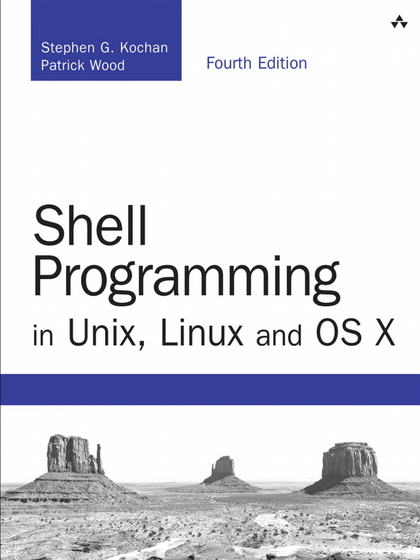 Stephen G. Kochan
Patrick Wood
Fourth Edition
Shell
Programming
in Unix, Linux and OS X